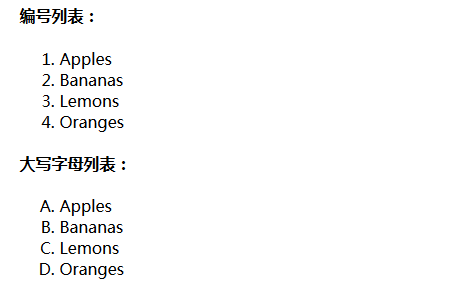 编号列表：
1. Apples
2. Bananas
3. Lemons
4. Oranges
大写字母列表：
A. Apples
B. Bananas
C. Lemons
D. Oranges